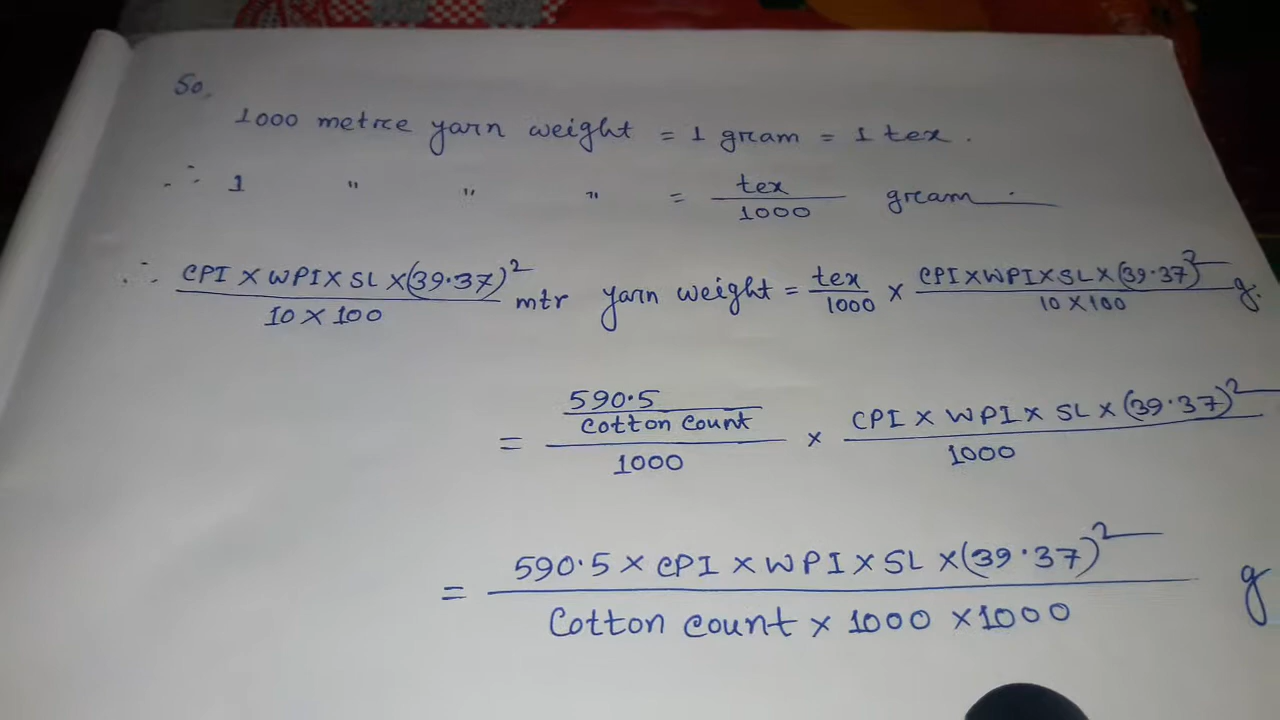 So,
1000 metre yarn weight = 1 gram = 1 tex.
∴ 1 " " " = tex/1000 gream
∴ CPI × WPI × SL × (39.37)²/10 × 100 mtr yarn weight = tex/1000 × CPI × WPI × SL × (39.37)²/10 × 100 g.
= 590.5/Cotton count/1000 × CPI × WPI × SL × (39.37)²/1000
= 590.5 × CPI × WPI × SL × (39.37)²/Cotton count × 1000 × 1000 g